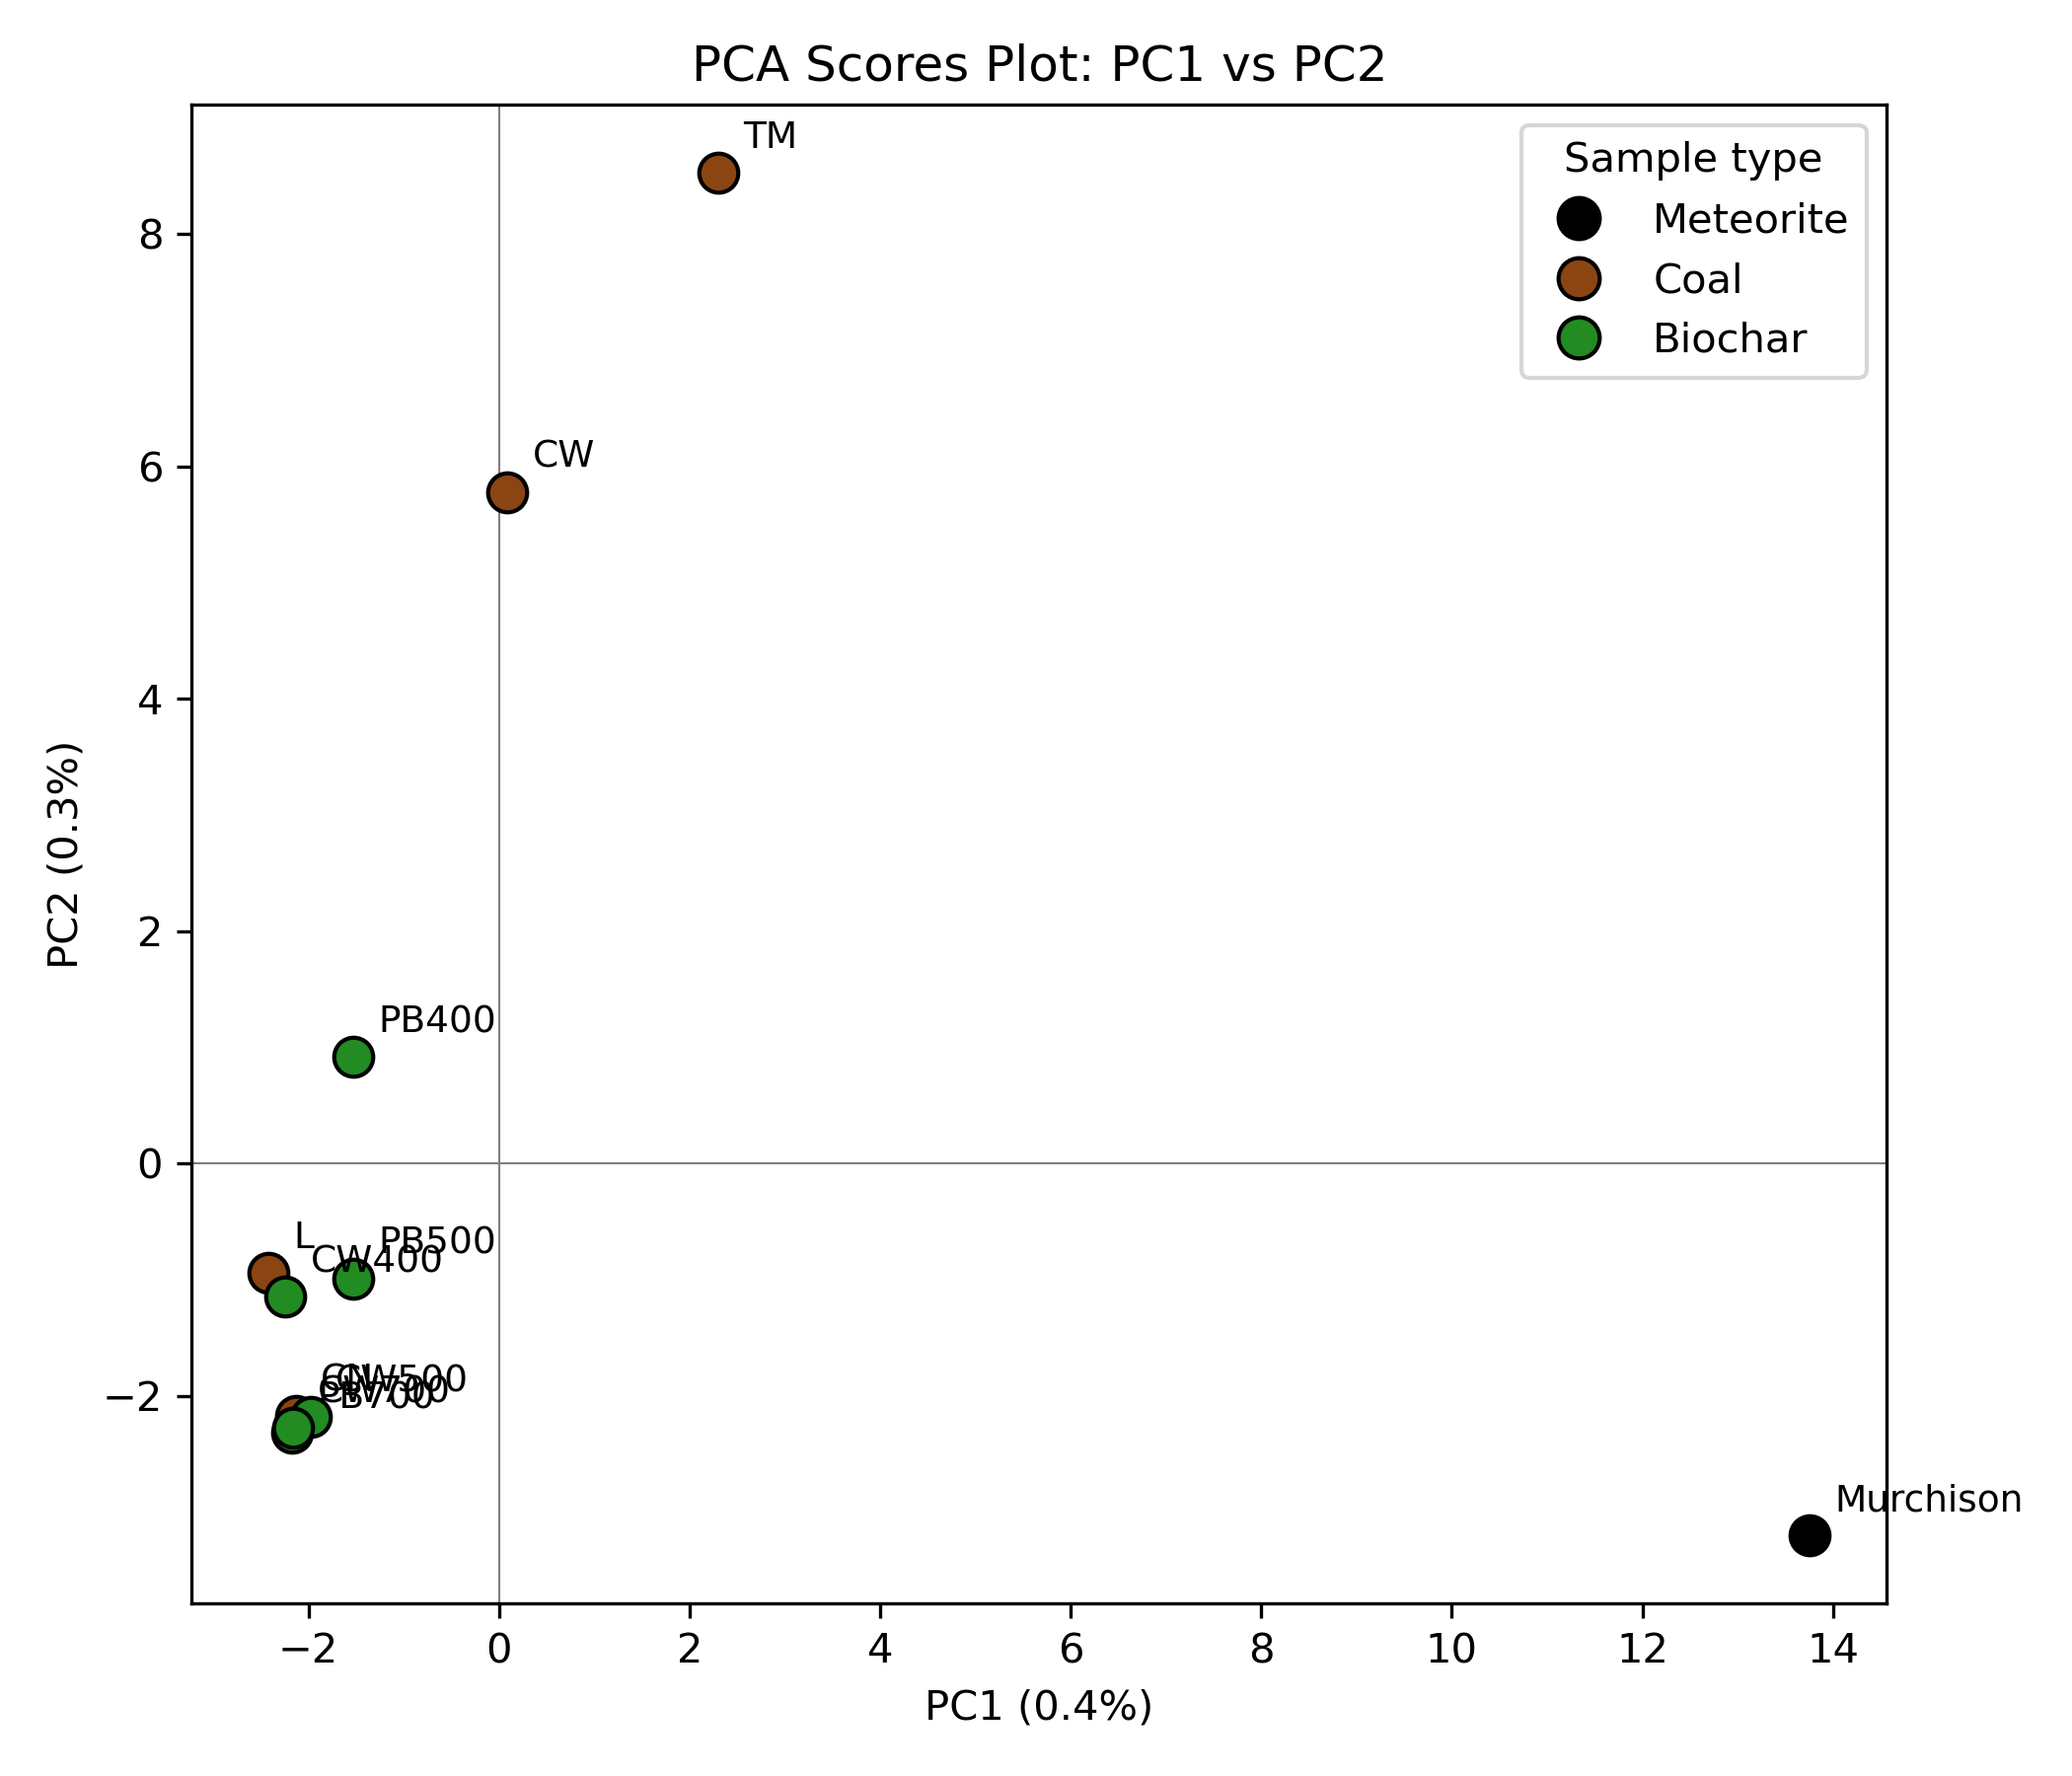 PCA Scores Plot: PC1 vs PC2
TM
Sample type
Meteorite
Coal
Biochar
8
CW
6
4
PC2 (0.3%)
2
PB400
0
L
PB500
CW400
CW500
PB700
−2
Murchison
−2 0 2 4 6 8 10 12 14
PC1 (0.4%)